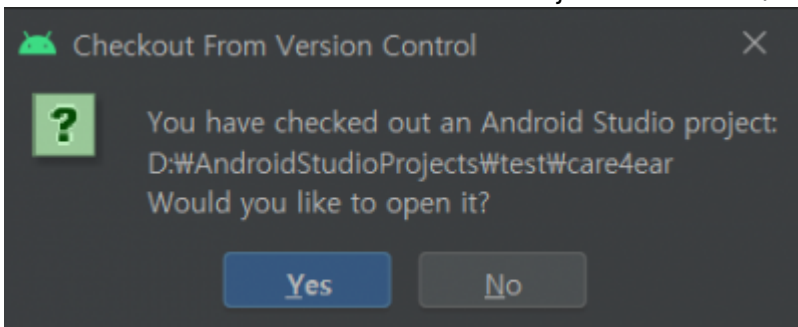 Checkout From Version Control
?
You have checked out an Android Studio project:
D:₩AndroidStudioProjects₩test₩care4ear
Would you like to open it?
Yes
No